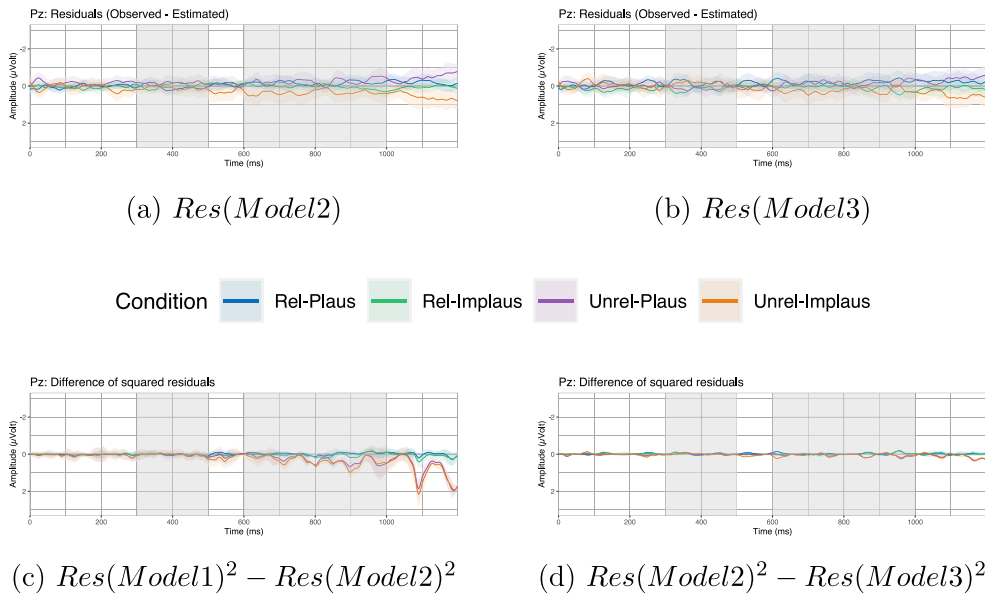 Pz: Residuals (Observed - Estimated)
Amplitude (μVolt)
-2
0
2
0 200 400 600 800 1000
Time (ms)
(a) Res(Model2)
Pz: Residuals (Observed - Estimated)
Amplitude (μVolt)
-2
0
2
0 200 400 600 800 1000
Time (ms)
(b) Res(Model3)
Condition Rel-Plaus Rel-Implaus Unrel-Plaus Unrel-Implaus
Pz: Difference of squared residuals
Amplitude (μVolt)
-2
0
2
0 200 400 600 800 1000
Time (ms)
(c) Res(Model1)² − Res(Model2)²
Pz: Difference of squared residuals
Amplitude (μVolt)
-2
0
2
0 200 400 600 800 1000
Time (ms)
(d) Res(Model2)² − Res(Model3)²